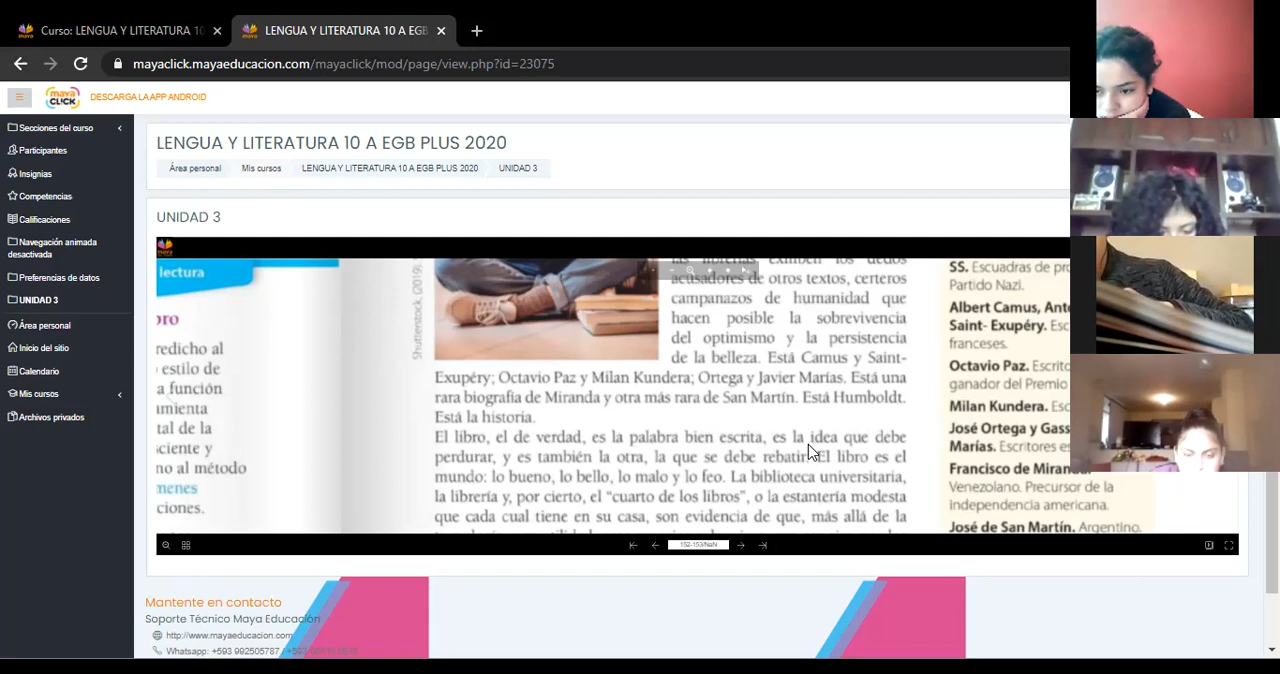 Curso: LENGUA Y LITERATURA 10
LENGUA Y LITERATURA 10 A EGB
mayaclick.mayaeducacion.com/mayaclick/mod/page/view.php?id=23075
maya CLICK
DESCARGA LA APP ANDROID
Secciones del curso
Participantes
Insignias
Competencias
Calificaciones
Navegación animada
desactivada
Preferencias de datos
UNIDAD 3
Área personal
Inicio del sitio
Calendario
Mis cursos
Archivos privados
LENGUA Y LITERATURA 10 A EGB PLUS 2020
Área personal
Mis cursos
LENGUA Y LITERATURA 10 A EGB PLUS 2020
UNIDAD 3
UNIDAD 3
lectura
redicho al
estilo de
a función
tal de la
no al método
ciones.
Shutterstock, (2019).
las librerías exhiben los dedos
acusadores de otros textos, certeros
campanazos de humanidad que
hacen posible la sobrevivencia
del optimismo y la persistencia
de la belleza. Está Camus y Saint-
Exupéry; Octavio Paz y Milan Kundera; Ortega y Javier Marías. Está una
rara biografía de Miranda y otra más rara de San Martín. Está Humboldt.
Está la historia.
El libro, el de verdad, es la palabra bien escrita, es la idea que debe
perdurar, y es también la otra, la que se debe rebatir. El libro es el
mundo: lo bueno, lo bello, lo malo y lo feo. La biblioteca universitaria,
la librería y, por cierto, el "cuarto de los libros", o la estantería modesta
que cada cual tiene en su casa, son evidencia de que, más allá de la
SS. Escuadras de
Partido Nazi.
Albert Camus,
Saint- Exupéry.
franceses.
Octavio Paz.
ganador del Premio
Milan Kundera.
José Ortega y
Marías. Escritores
Francisco de
Venezolano. Precursor de la
independencia americana.
José de San Martín. Argentino.
152-153/NaN
Mantente en contacto
Soporte Técnico Maya Educación
http://www.mayaeducacion.com
Whatsapp: +593 992505787 /